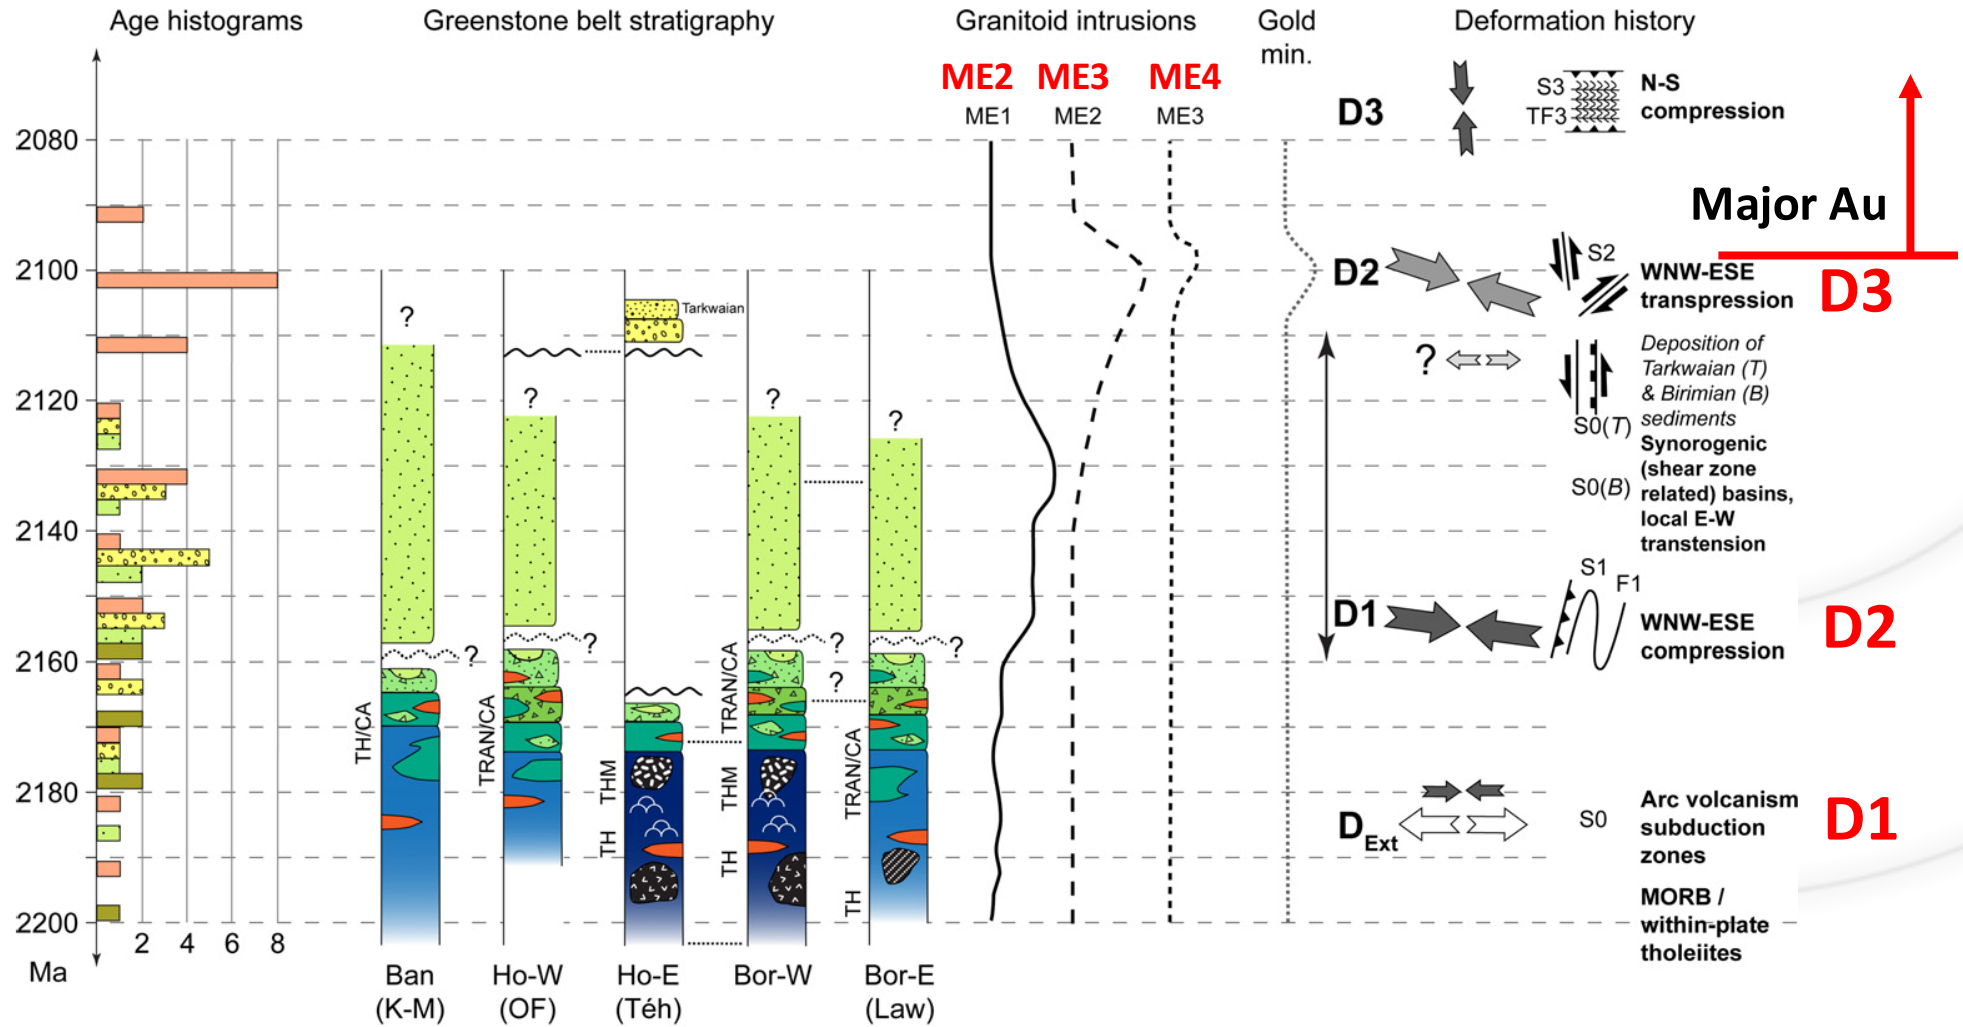 Age histograms
Greenstone belt stratigraphy
Granitoid intrusions
Gold
min.
Deformation history
ME2
ME3
ME4
ME1
ME2
ME3
2080
2100
2120
2140
2160
2180
2200
Ma
2
4
6
8
?
TH/CA
?
Ban
(K-M)
?
TRAN/CA
?
Ho-W
(OF)
Tarkwaian
THM
TH
Ho-E
(Téh)
?
TRAN/CA
?
?
THM
TH
Bor-W
?
?
TRAN/CA
TH
Bor-E
(Law)
D3
S3
TF3
N-S
compression
Major Au
D2
S2
WNW-ESE
transpression
D3
?
Deposition of
Tarkwaian (T)
& Birimian (B)
sediments
S0(T)
Synorogenic
(shear zone
related) basins,
local E-W
transtension
S0(B)
D1
S1
F1
WNW-ESE
compression
D2
DExt
S0
Arc volcanism
subduction
zones
D1
MORB /
within-plate
tholeiites